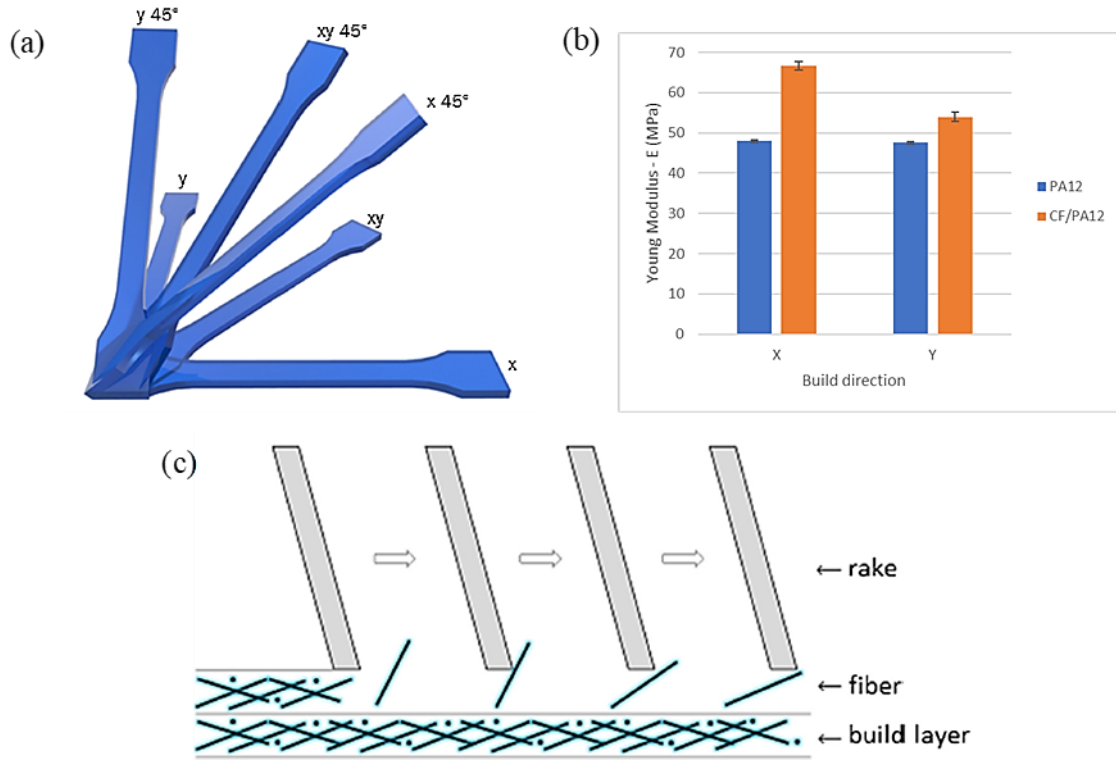 (a)
y 45°
xy 45°
x 45°
y
xy
x
(b)
Young Modulus - E (MPa)
70
60
50
40
30
20
10
0
X
Y
Build direction
PA12
CF/PA12
(c)
← rake
← fiber
← build layer